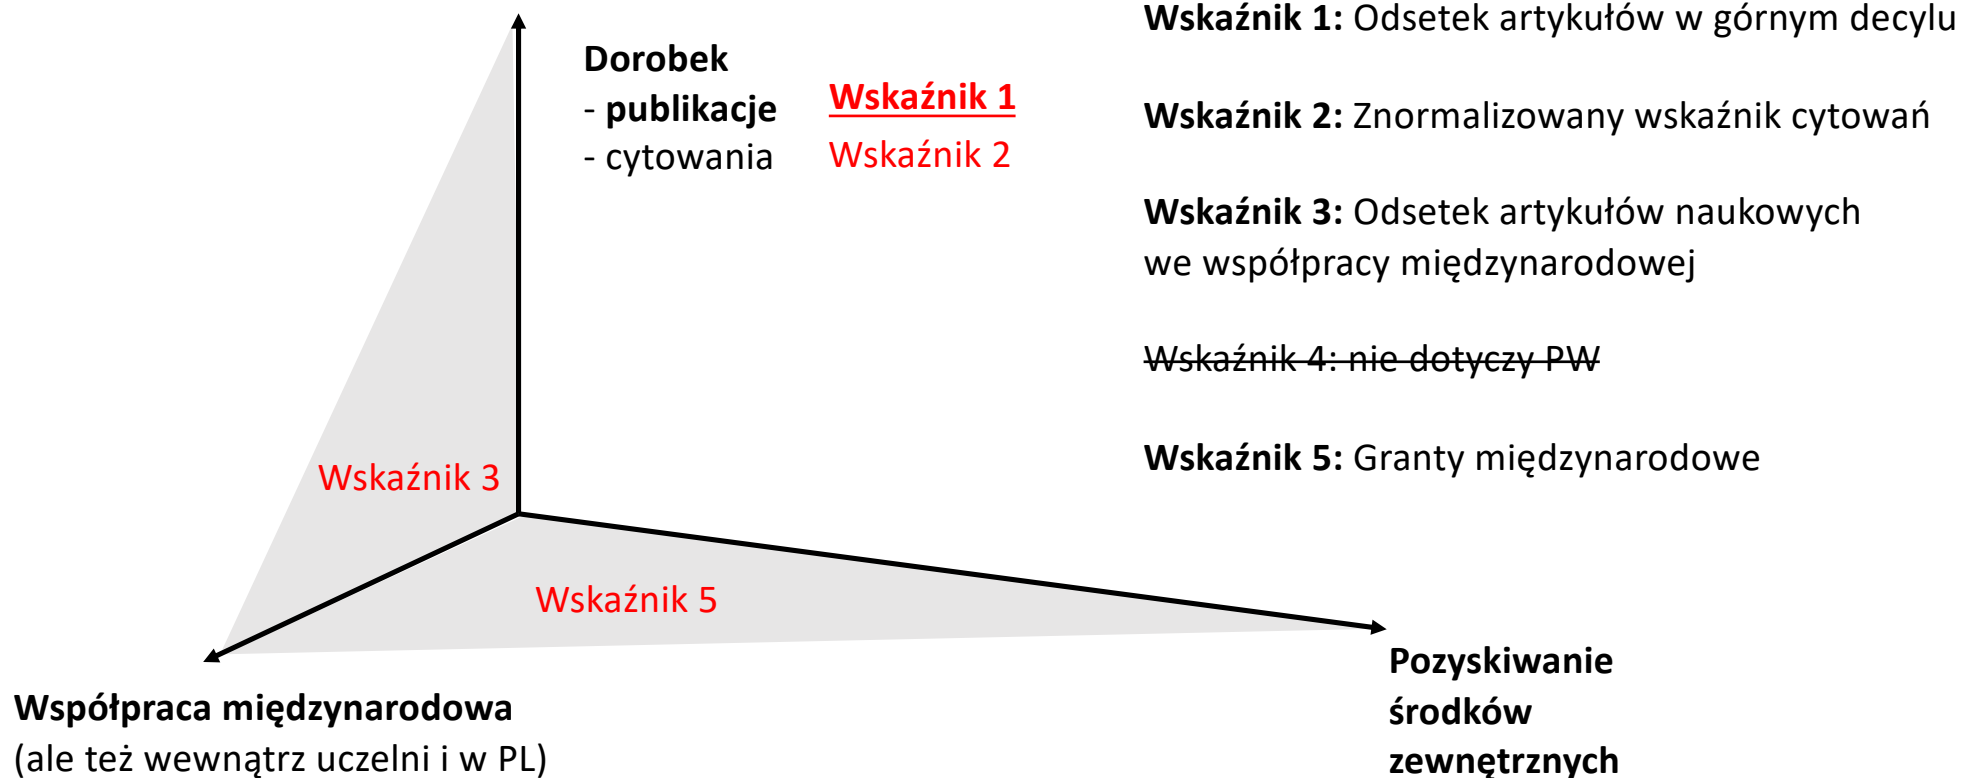 Dorobek
- publikacje
- cytowania
Wskaźnik 1
Wskaźnik 2
Wskaźnik 3
Wskaźnik 5
Współpraca międzynarodowa
(ale też wewnątrz uczelni i w PL)
Pozyskiwanie
środków
zewnętrznych
Wskaźnik 1: Odsetek artykułów w górnym decylu
Wskaźnik 2: Znormalizowany wskaźnik cytowań
Wskaźnik 3: Odsetek artykułów naukowych
we współpracy międzynarodowej
Wskaźnik 4: nie dotyczy PW
Wskaźnik 5: Granty międzynarodowe